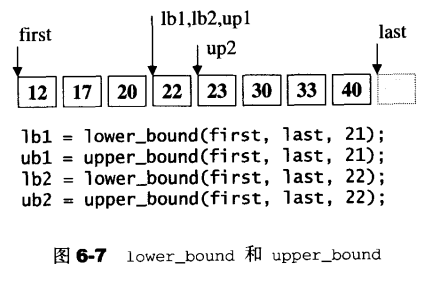 lb1,lb2,up1
first
up2
last
12 17 20 22 23 30 33 40
lb1 = lower_bound(first, last, 21);
ub1 = upper_bound(first, last, 21);
lb2 = lower_bound(first, last, 22);
ub2 = upper_bound(first, last, 22);
图 6-7 lower_bound 和 upper_bound